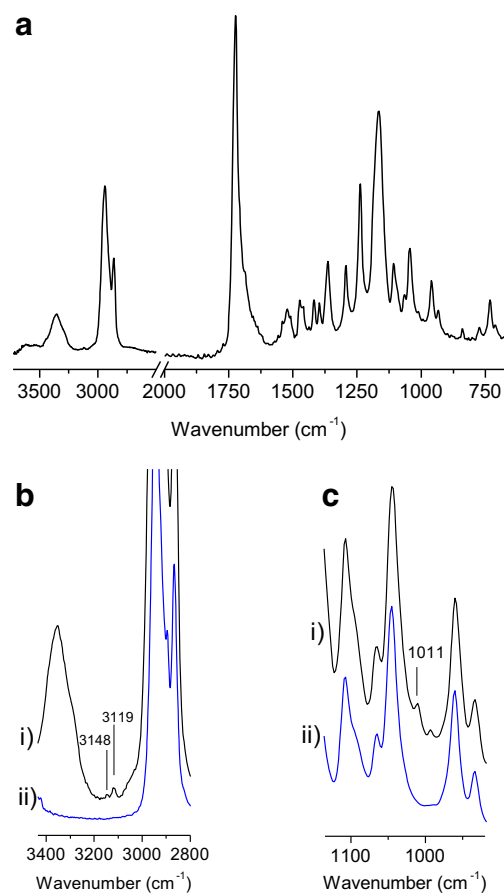 a
3500 3000 2000 1750 1500 1250 1000 750
Wavenumber (cm⁻¹)
b c
i) 3148 3119
ii)
3400 3200 3000 2800
Wavenumber (cm⁻¹)
i) 1011
ii)
1100 1000
Wavenumber (cm⁻¹)